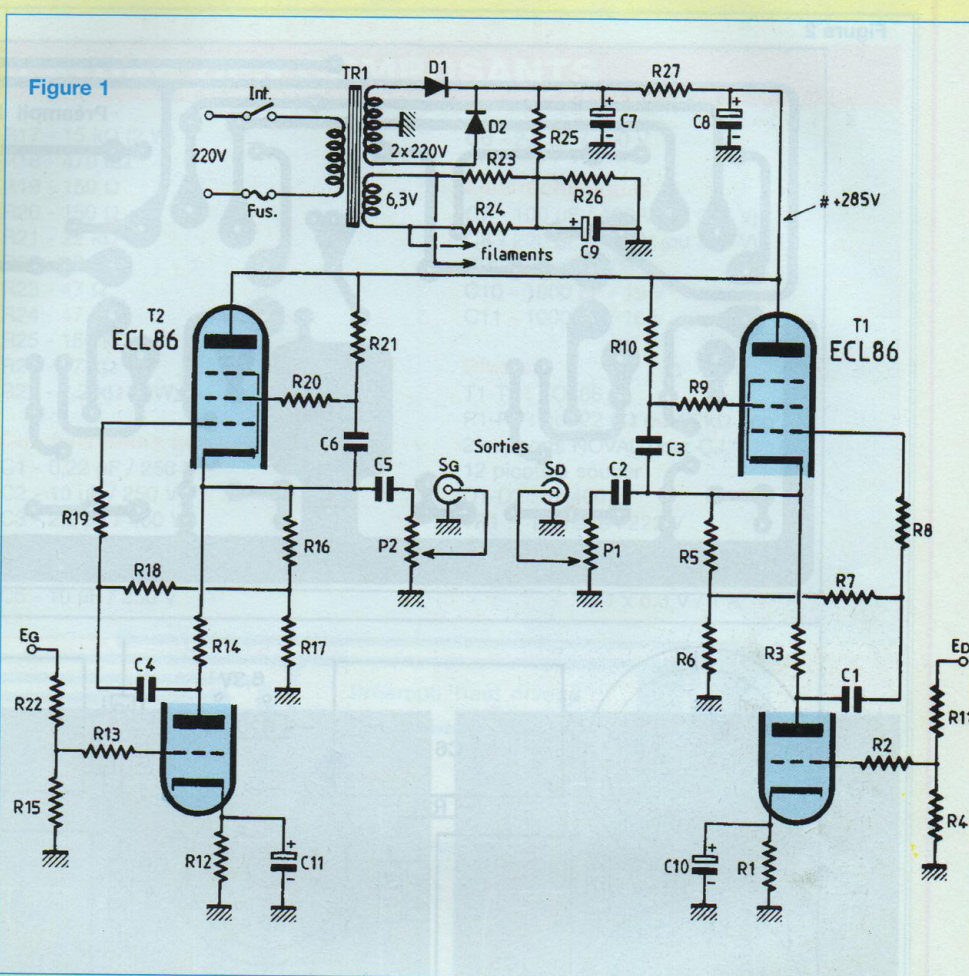 Figure 1
Int.
220V
Fus.
TR1
2x220V
6,3V
D1
D2
R23
R24
R25
R26
R27
C7
C8
C9
filaments
# +285V
T2
ECL86
T1
ECL86
R21
R20
R10
R9
C6
C3
Sorties
C5
SG
SD
C2
P2
P1
R19
R16
R5
R8
R18
R7
R14
R17
R6
R3
EG
ED
C4
C1
R22
R11
R13
R2
R15
R4
R12
C11
C10
R1